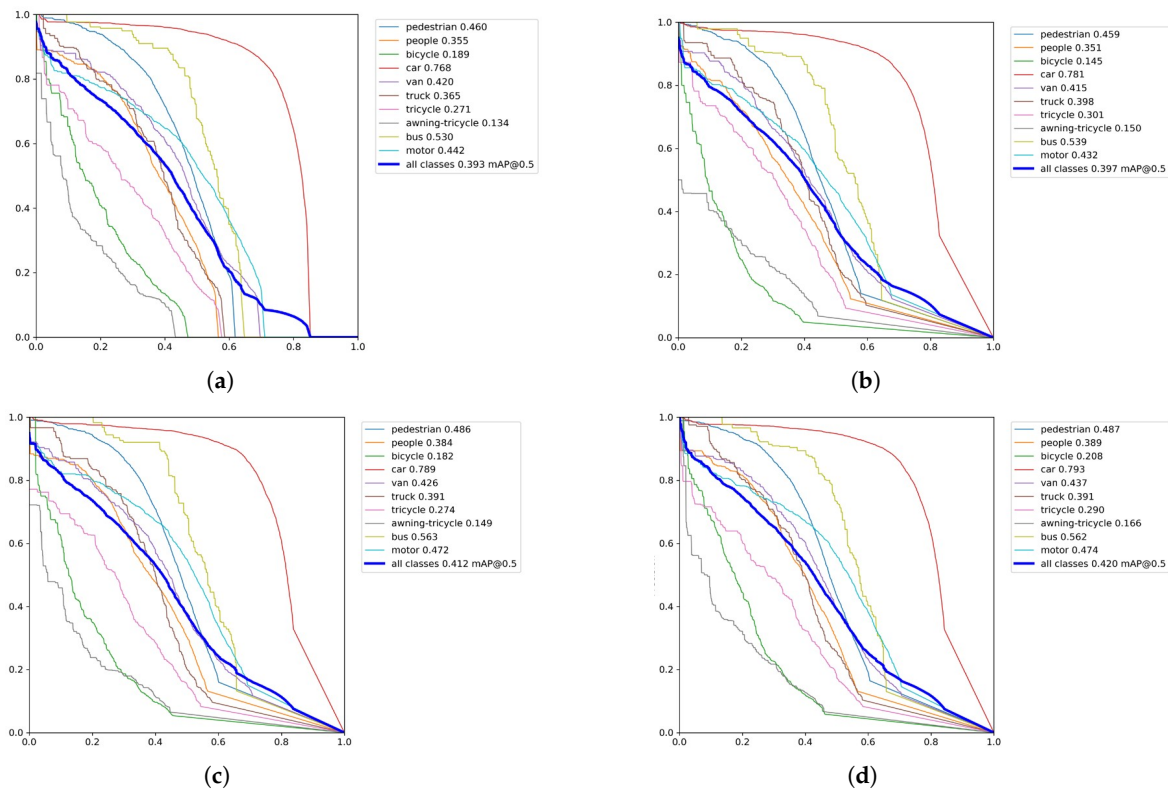 1.0
0.8
0.6
0.4
0.2
0.0
0.0 0.2 0.4 0.6 0.8 1.0
pedestrian 0.460
people 0.355
bicycle 0.189
car 0.768
van 0.420
truck 0.365
tricycle 0.271
awning-tricycle 0.134
bus 0.530
motor 0.442
all classes 0.393 mAP@0.5
(a)
1.0
0.8
0.6
0.4
0.2
0.0
0.0 0.2 0.4 0.6 0.8 1.0
pedestrian 0.459
people 0.351
bicycle 0.145
car 0.781
van 0.415
truck 0.398
tricycle 0.301
awning-tricycle 0.150
bus 0.539
motor 0.432
all classes 0.397 mAP@0.5
(b)
1.0
0.8
0.6
0.4
0.2
0.0
0.0 0.2 0.4 0.6 0.8 1.0
pedestrian 0.486
people 0.384
bicycle 0.182
car 0.789
van 0.426
truck 0.391
tricycle 0.274
awning-tricycle 0.149
bus 0.563
motor 0.472
all classes 0.412 mAP@0.5
(c)
1.0
0.8
0.6
0.4
0.2
0.0
0.0 0.2 0.4 0.6 0.8 1.0
pedestrian 0.487
people 0.389
bicycle 0.208
car 0.793
van 0.437
truck 0.391
tricycle 0.290
awning-tricycle 0.166
bus 0.562
motor 0.474
all classes 0.420 mAP@0.5
(d)